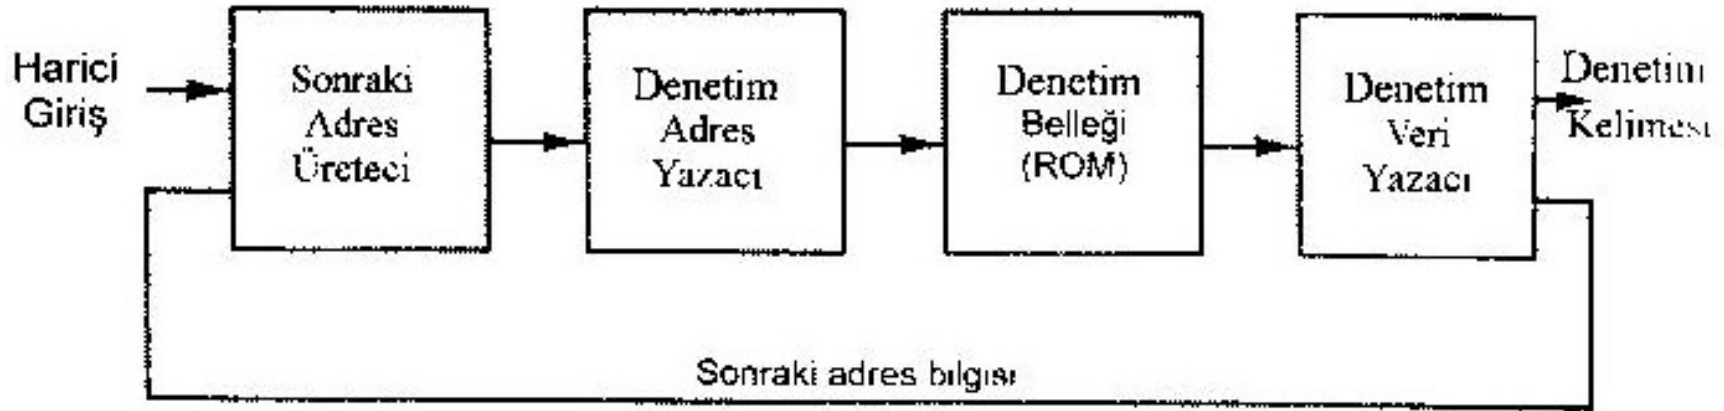 Harici
Giriş
Sonraki
Adres
Üreteci
Denetim
Adres
Yazacı
Denetim
Belleği
(ROM)
Denetim
Veri
Yazacı
Denetim
Kelimesi
Sonraki adres bilgisi